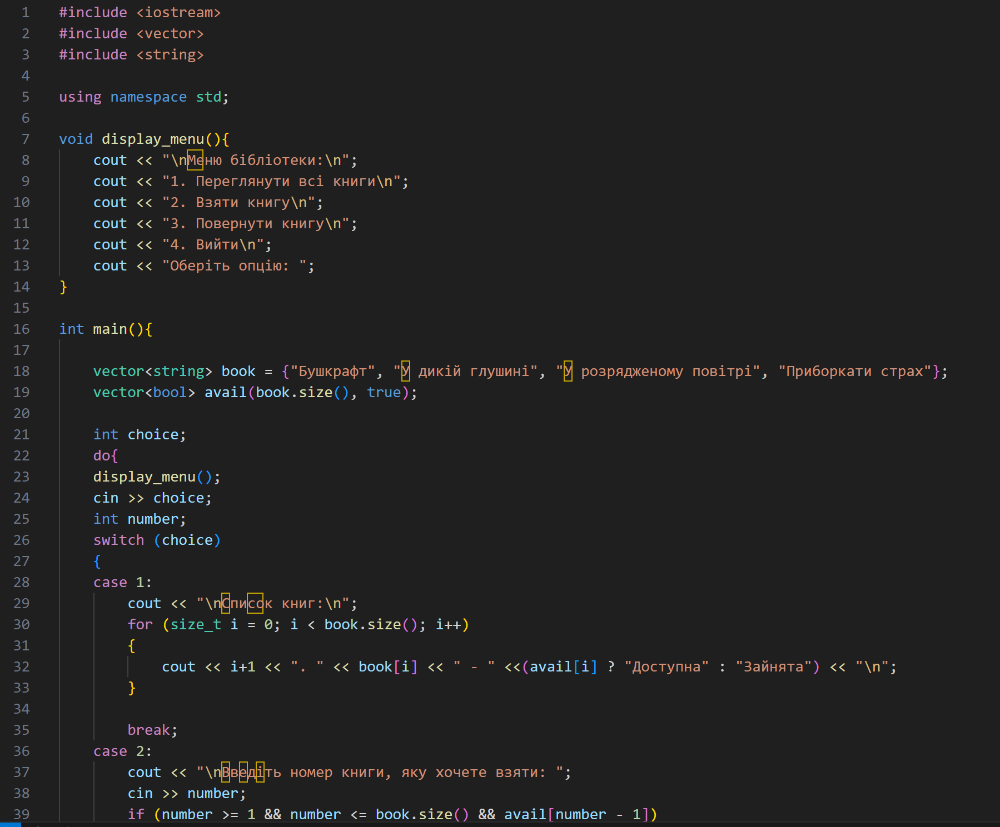 1 #include <iostream>
2 #include <vector>
3 #include <string>
4
5 using namespace std;
6
7 void display_menu(){
8     cout << "\nМеню бібліотеки:\n";
9     cout << "1. Переглянути всі книги\n";
10     cout << "2. Взяти книгу\n";
11     cout << "3. Повернути книгу\n";
12     cout << "4. Вийти\n";
13     cout << "Оберіть опцію: ";
14 }
15
16 int main(){
17
18     vector<string> book = {"Бушкрафт", "У дикій глушині", "У розрядженому повітрі", "Приборкати страх"};
19     vector<bool> avail(book.size(), true);
20
21     int choice;
22     do{
23     display_menu();
24     cin >> choice;
25     int number;
26     switch (choice)
27     {
28     case 1:
29         cout << "\nСписок книг:\n";
30         for (size_t i = 0; i < book.size(); i++)
31         {
32             cout << i+1 << ". " << book[i] << " - " <<(avail[i] ? "Доступна" : "Зайнята") << "\n";
33         }
34
35         break;
36     case 2:
37         cout << "\nВведіть номер книги, яку хочете взяти: ";
38         cin >> number;
39         if (number >= 1 && number <= book.size() && avail[number - 1])